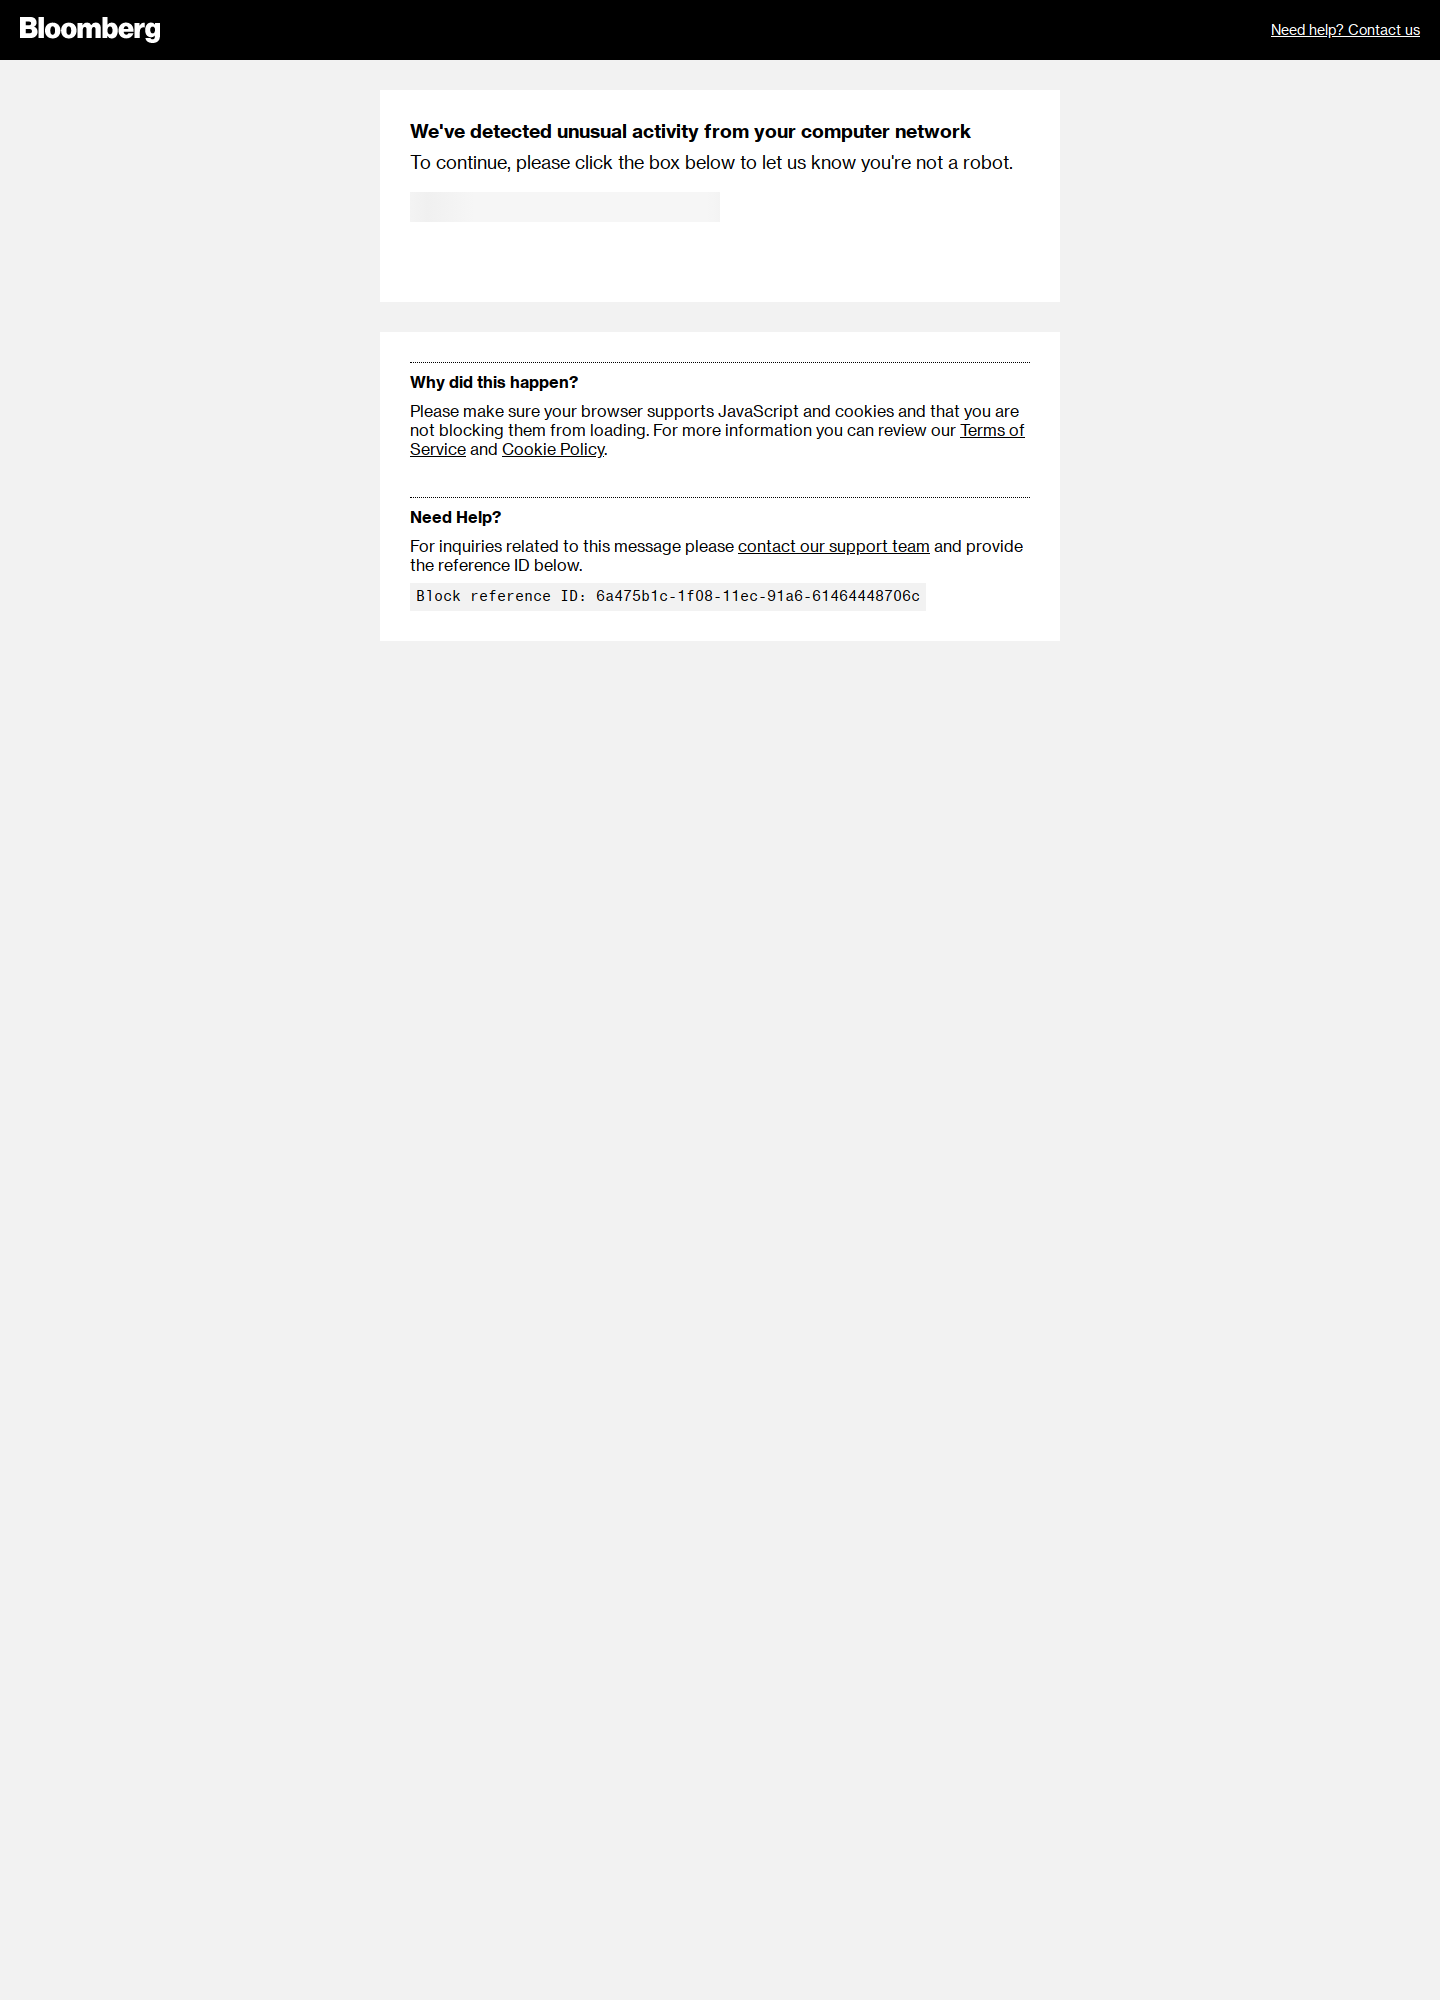 Bloomberg
Need help? Contact us
We've detected unusual activity from your computer network
To continue, please click the box below to let us know you're not a robot.
Why did this happen?
Please make sure your browser supports JavaScript and cookies and that you are
not blocking them from loading. For more information you can review our Terms of
Service and Cookie Policy.
Need Help?
For inquiries related to this message please contact our support team and provide
the reference ID below.
Block reference ID: 6a475b1c-1f08-11ec-91a6-61464448706c